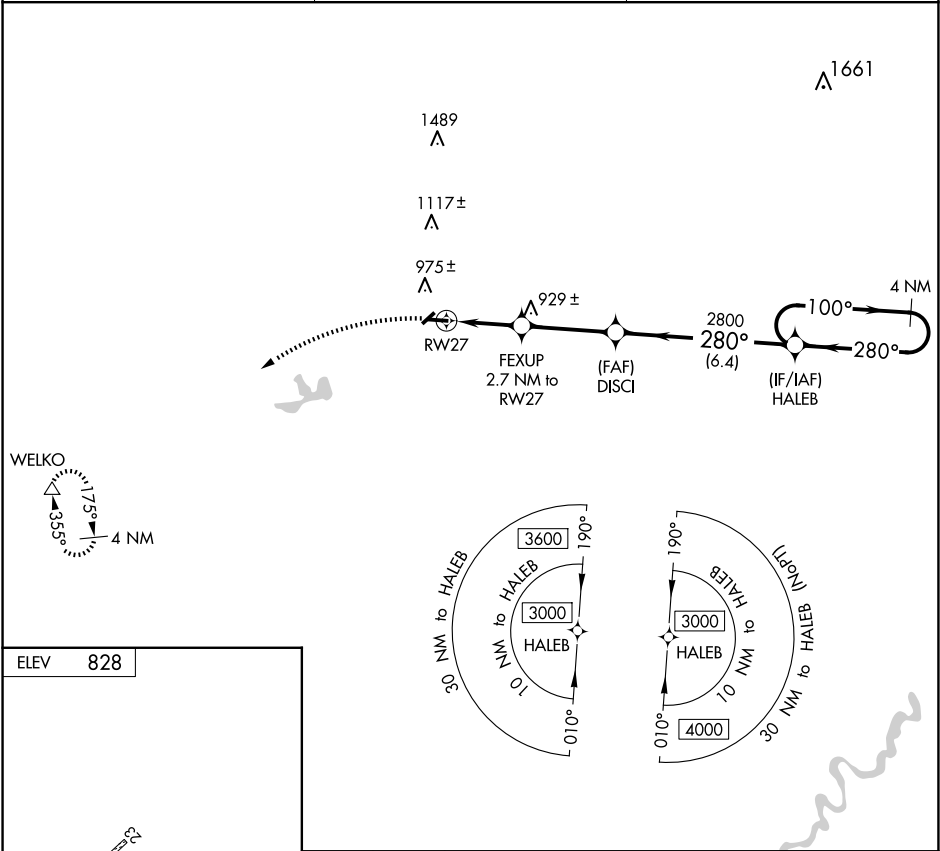 1661
1489
1117±
975±
929±
4 NM
100°
2800
280°
(6.4)
280°
RW27
FEXUP
2.7 NM to
RW27
(FAF)
DISCI
(IF/IAF)
HALEB
WELKO
175°
355°
4 NM
30 NM to HALEB
3600
190°
10 NM to HALEB
3000
HALEB
010°
190°
30 NM to HALEB (NoPT)
10 NM to HALEB
3000
HALEB
010°
4000
ELEV 828
23